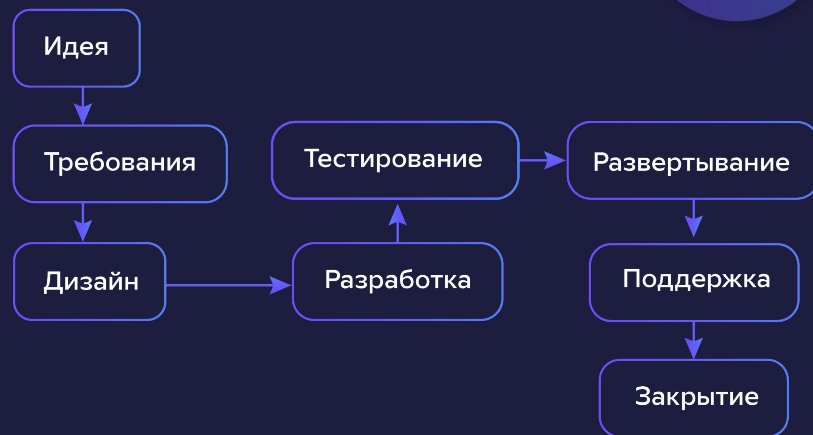 Идея
Требования
Дизайн
Разработка
Тестирование
Развертывание
Поддержка
Закрытие